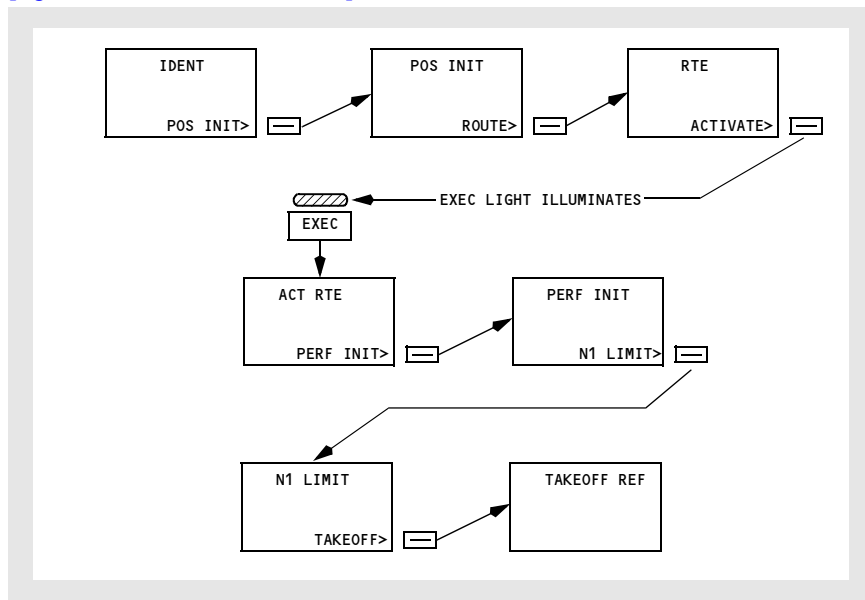 IDENT
POS INIT>
POS INIT
ROUTE>
RTE
ACTIVATE>
EXEC LIGHT ILLUMINATES
EXEC
ACT RTE
PERF INIT>
PERF INIT
N1 LIMIT>
N1 LIMIT
TAKEOFF>
TAKEOFF REF